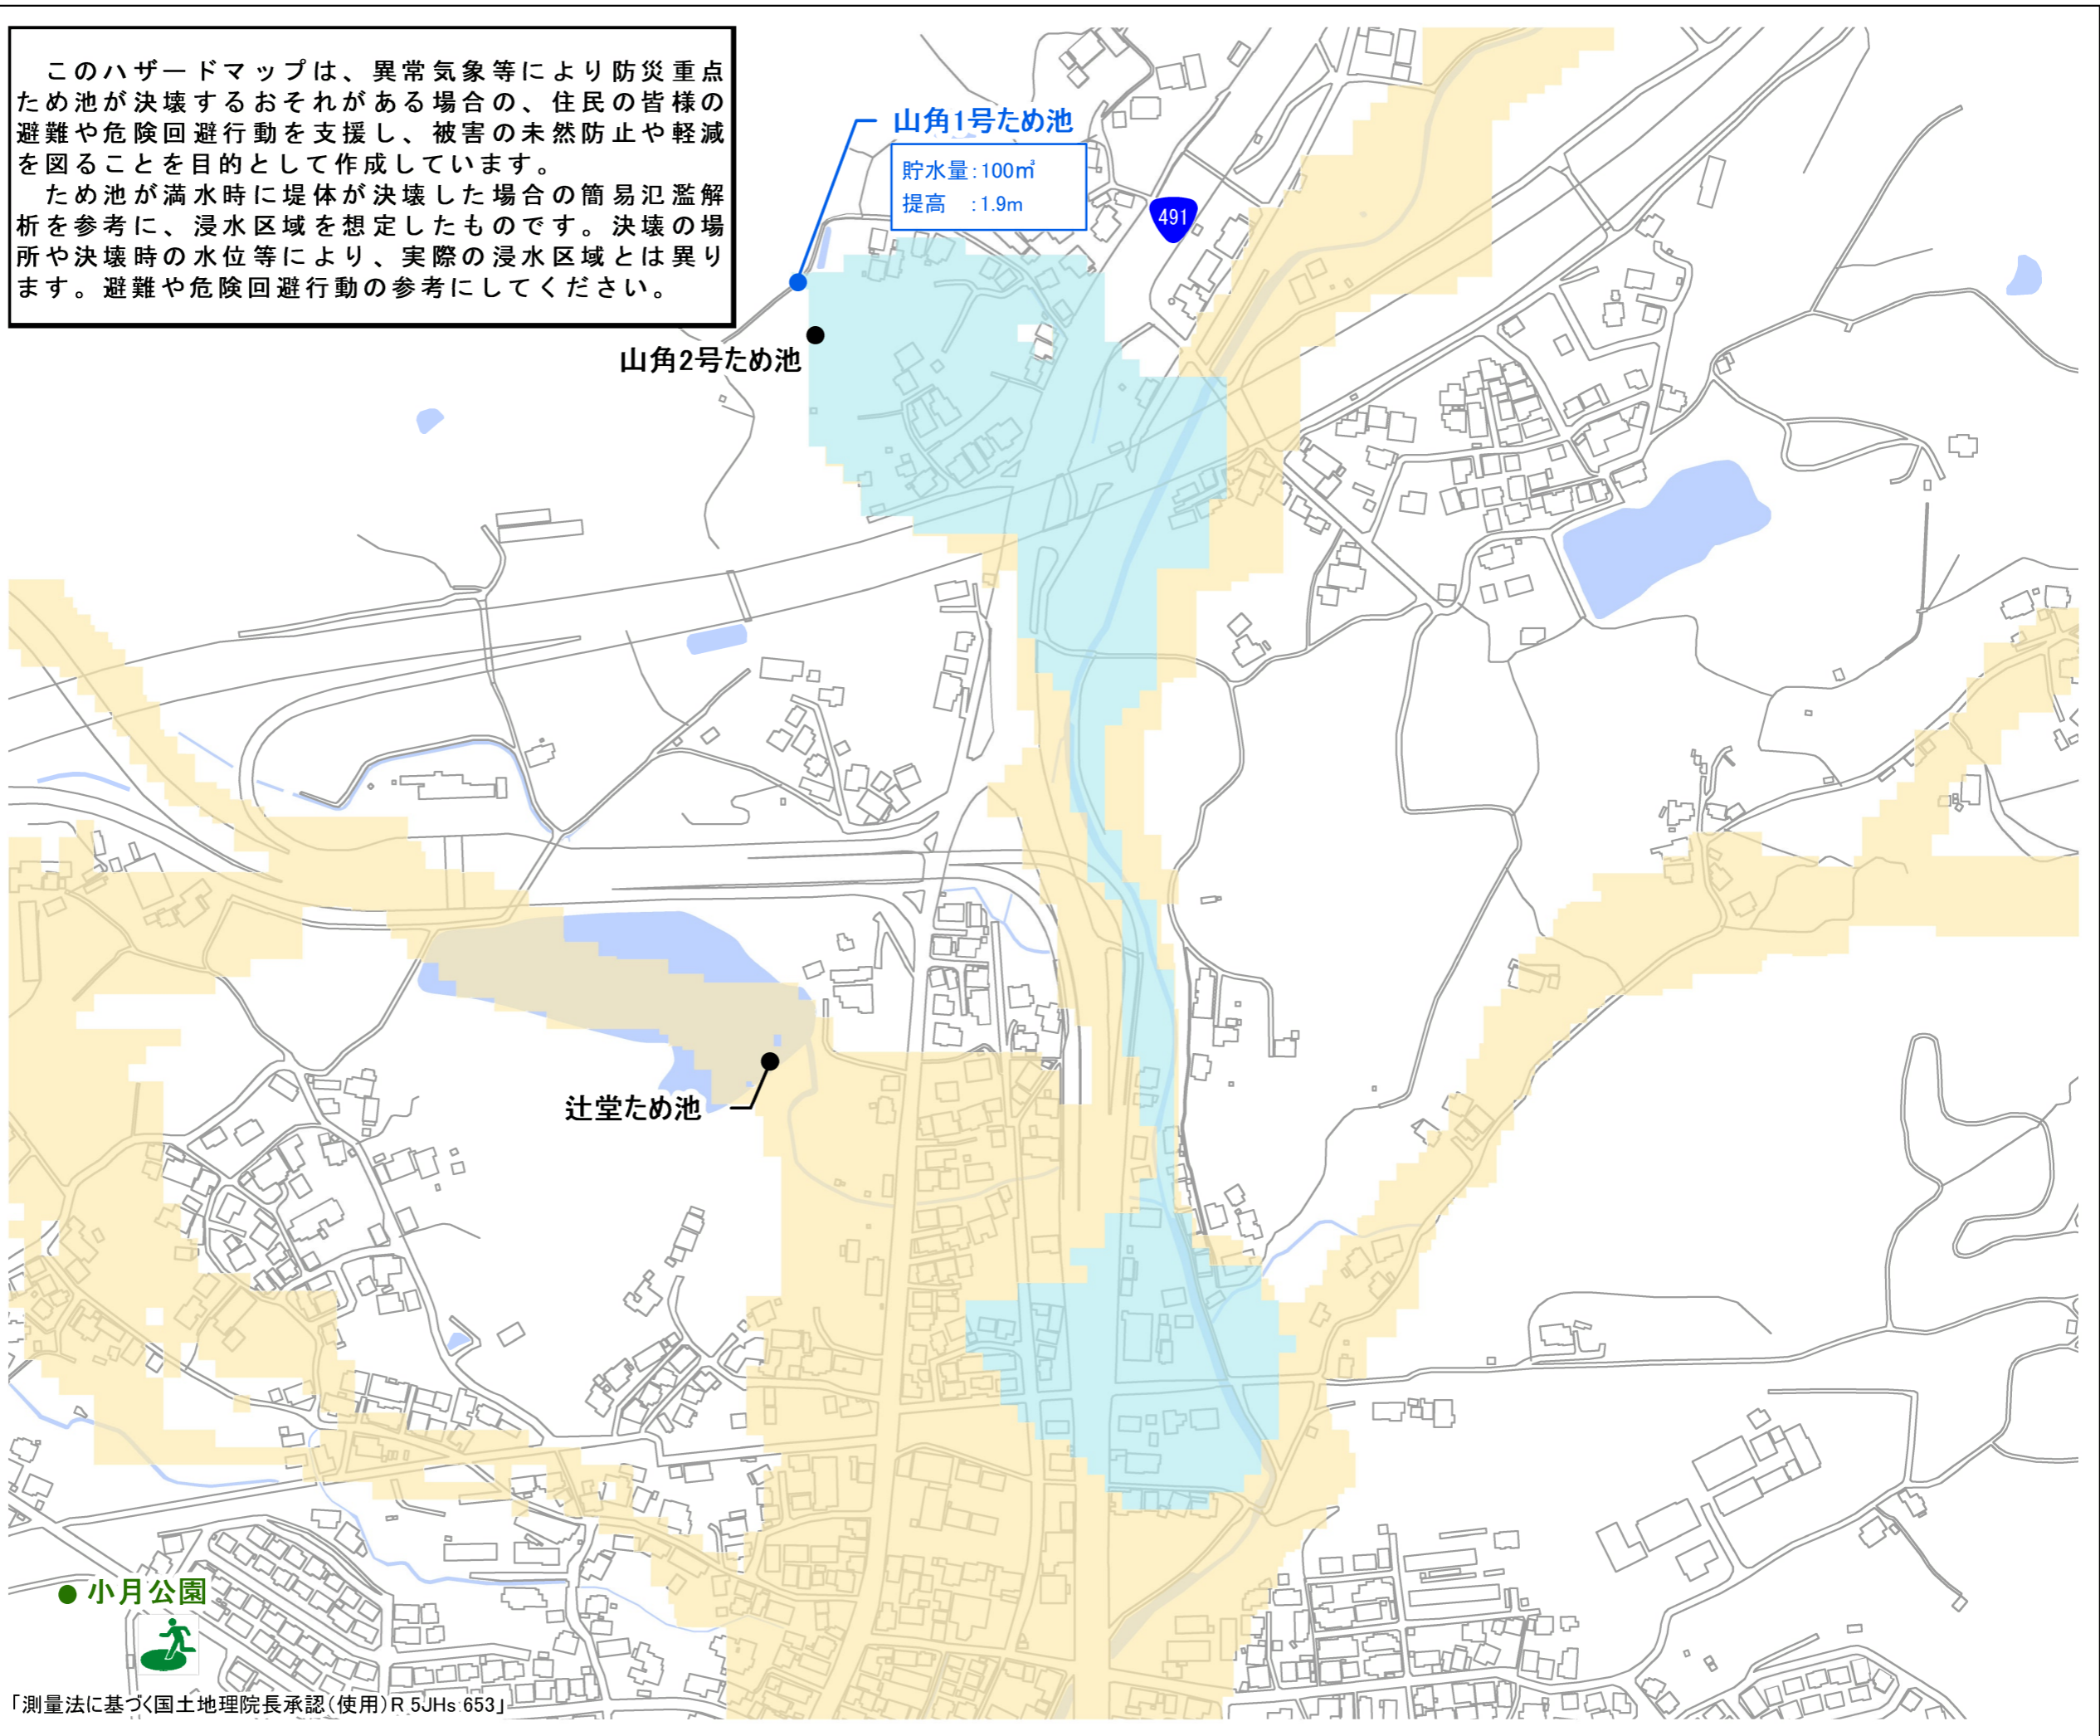 このハザードマップは、異常気象等により防災重点
ため池が決壊するおそれがある場合の、住民の皆様の
避難や危険回避行動を支援し、被害の未然防止や軽減
を図ることを目的として作成しています。
ため池が満水時に堤体が決壊した場合の簡易氾濫解
析を参考に、浸水区域を想定したものです。決壊の場
所や決壊時の水位等により、実際の浸水区域とは異り
ます。避難や危険回避行動の参考にしてください。
山角1号ため池
貯水量:100㎥
提高 :1.9m
491
山角2号ため池
辻堂ため池
小月公園
「測量法に基づく国土地理院長承認(使用)R 5JHs 653」